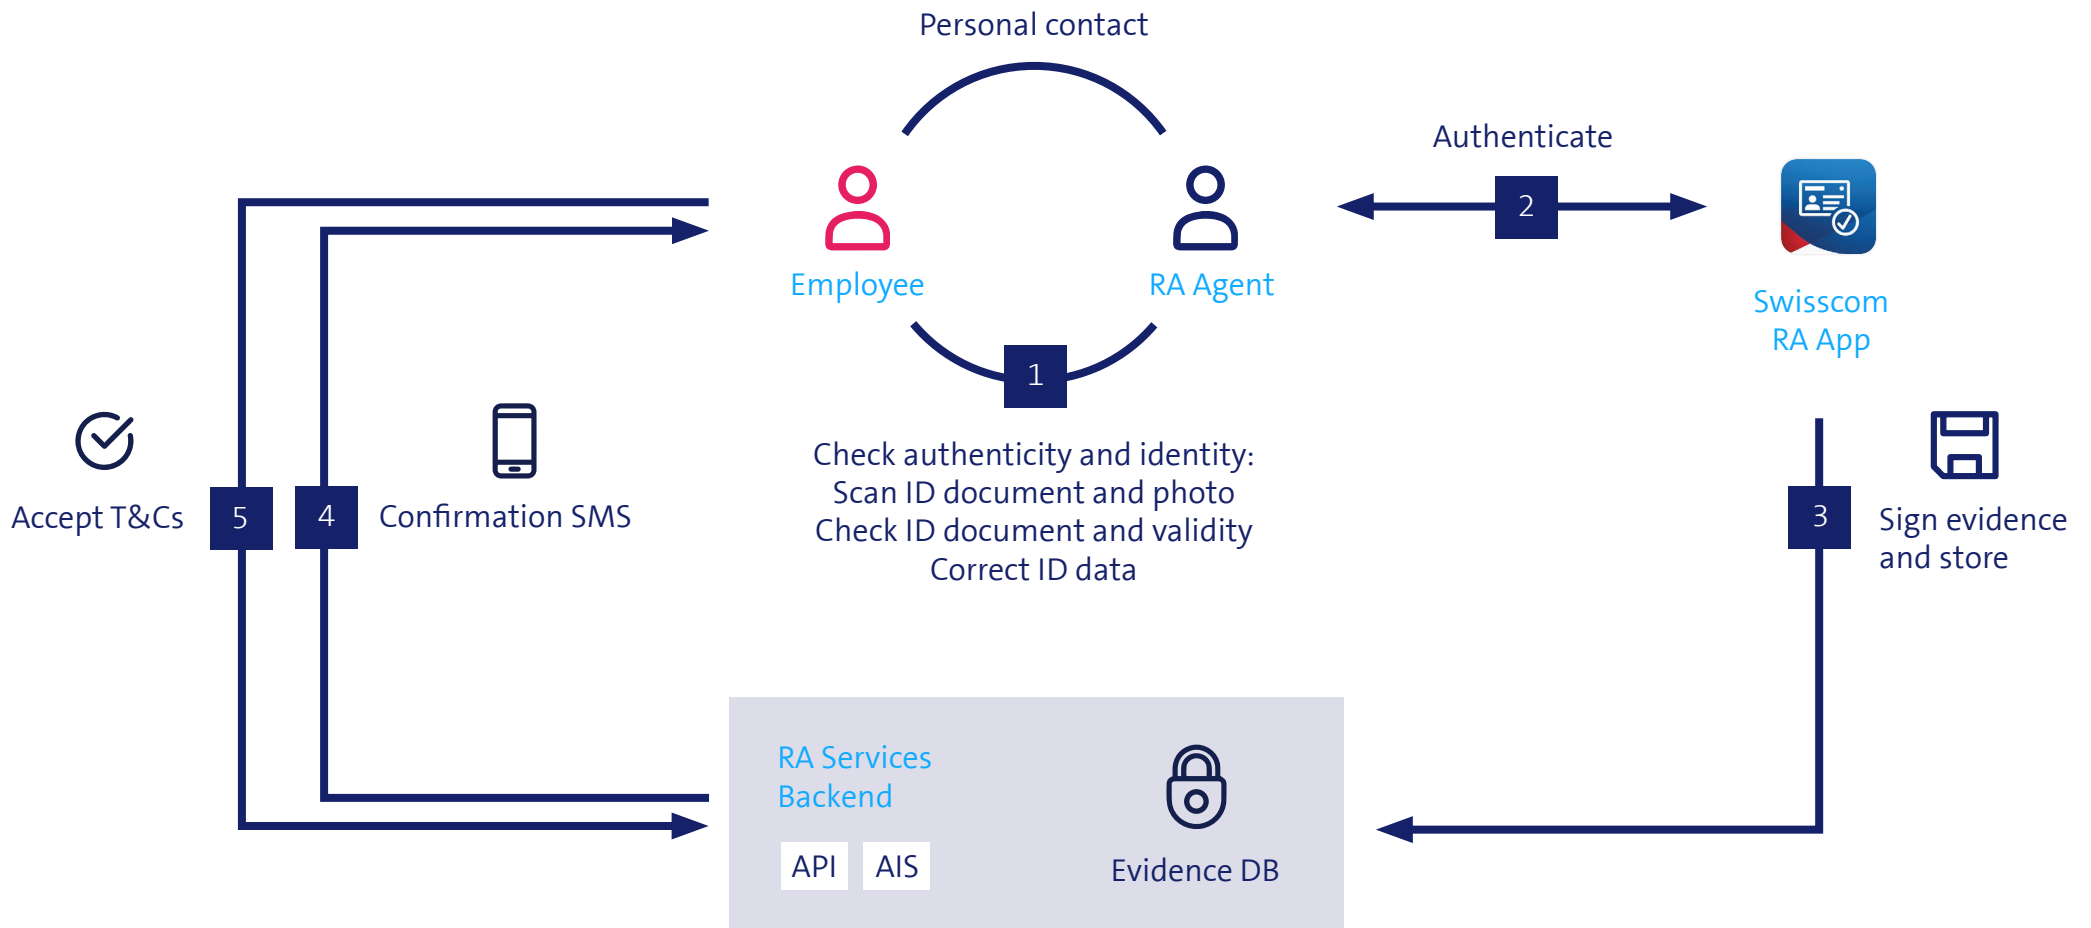 Personal contact
Authenticate
2
Employee
RA Agent
Swisscom
RA App
1
Check authenticity and identity:
Scan ID document and photo
Check ID document and validity
Correct ID data
Accept T&Cs
5
4
Confirmation SMS
3
Sign evidence
and store
RA Services
Backend
API
AIS
Evidence DB